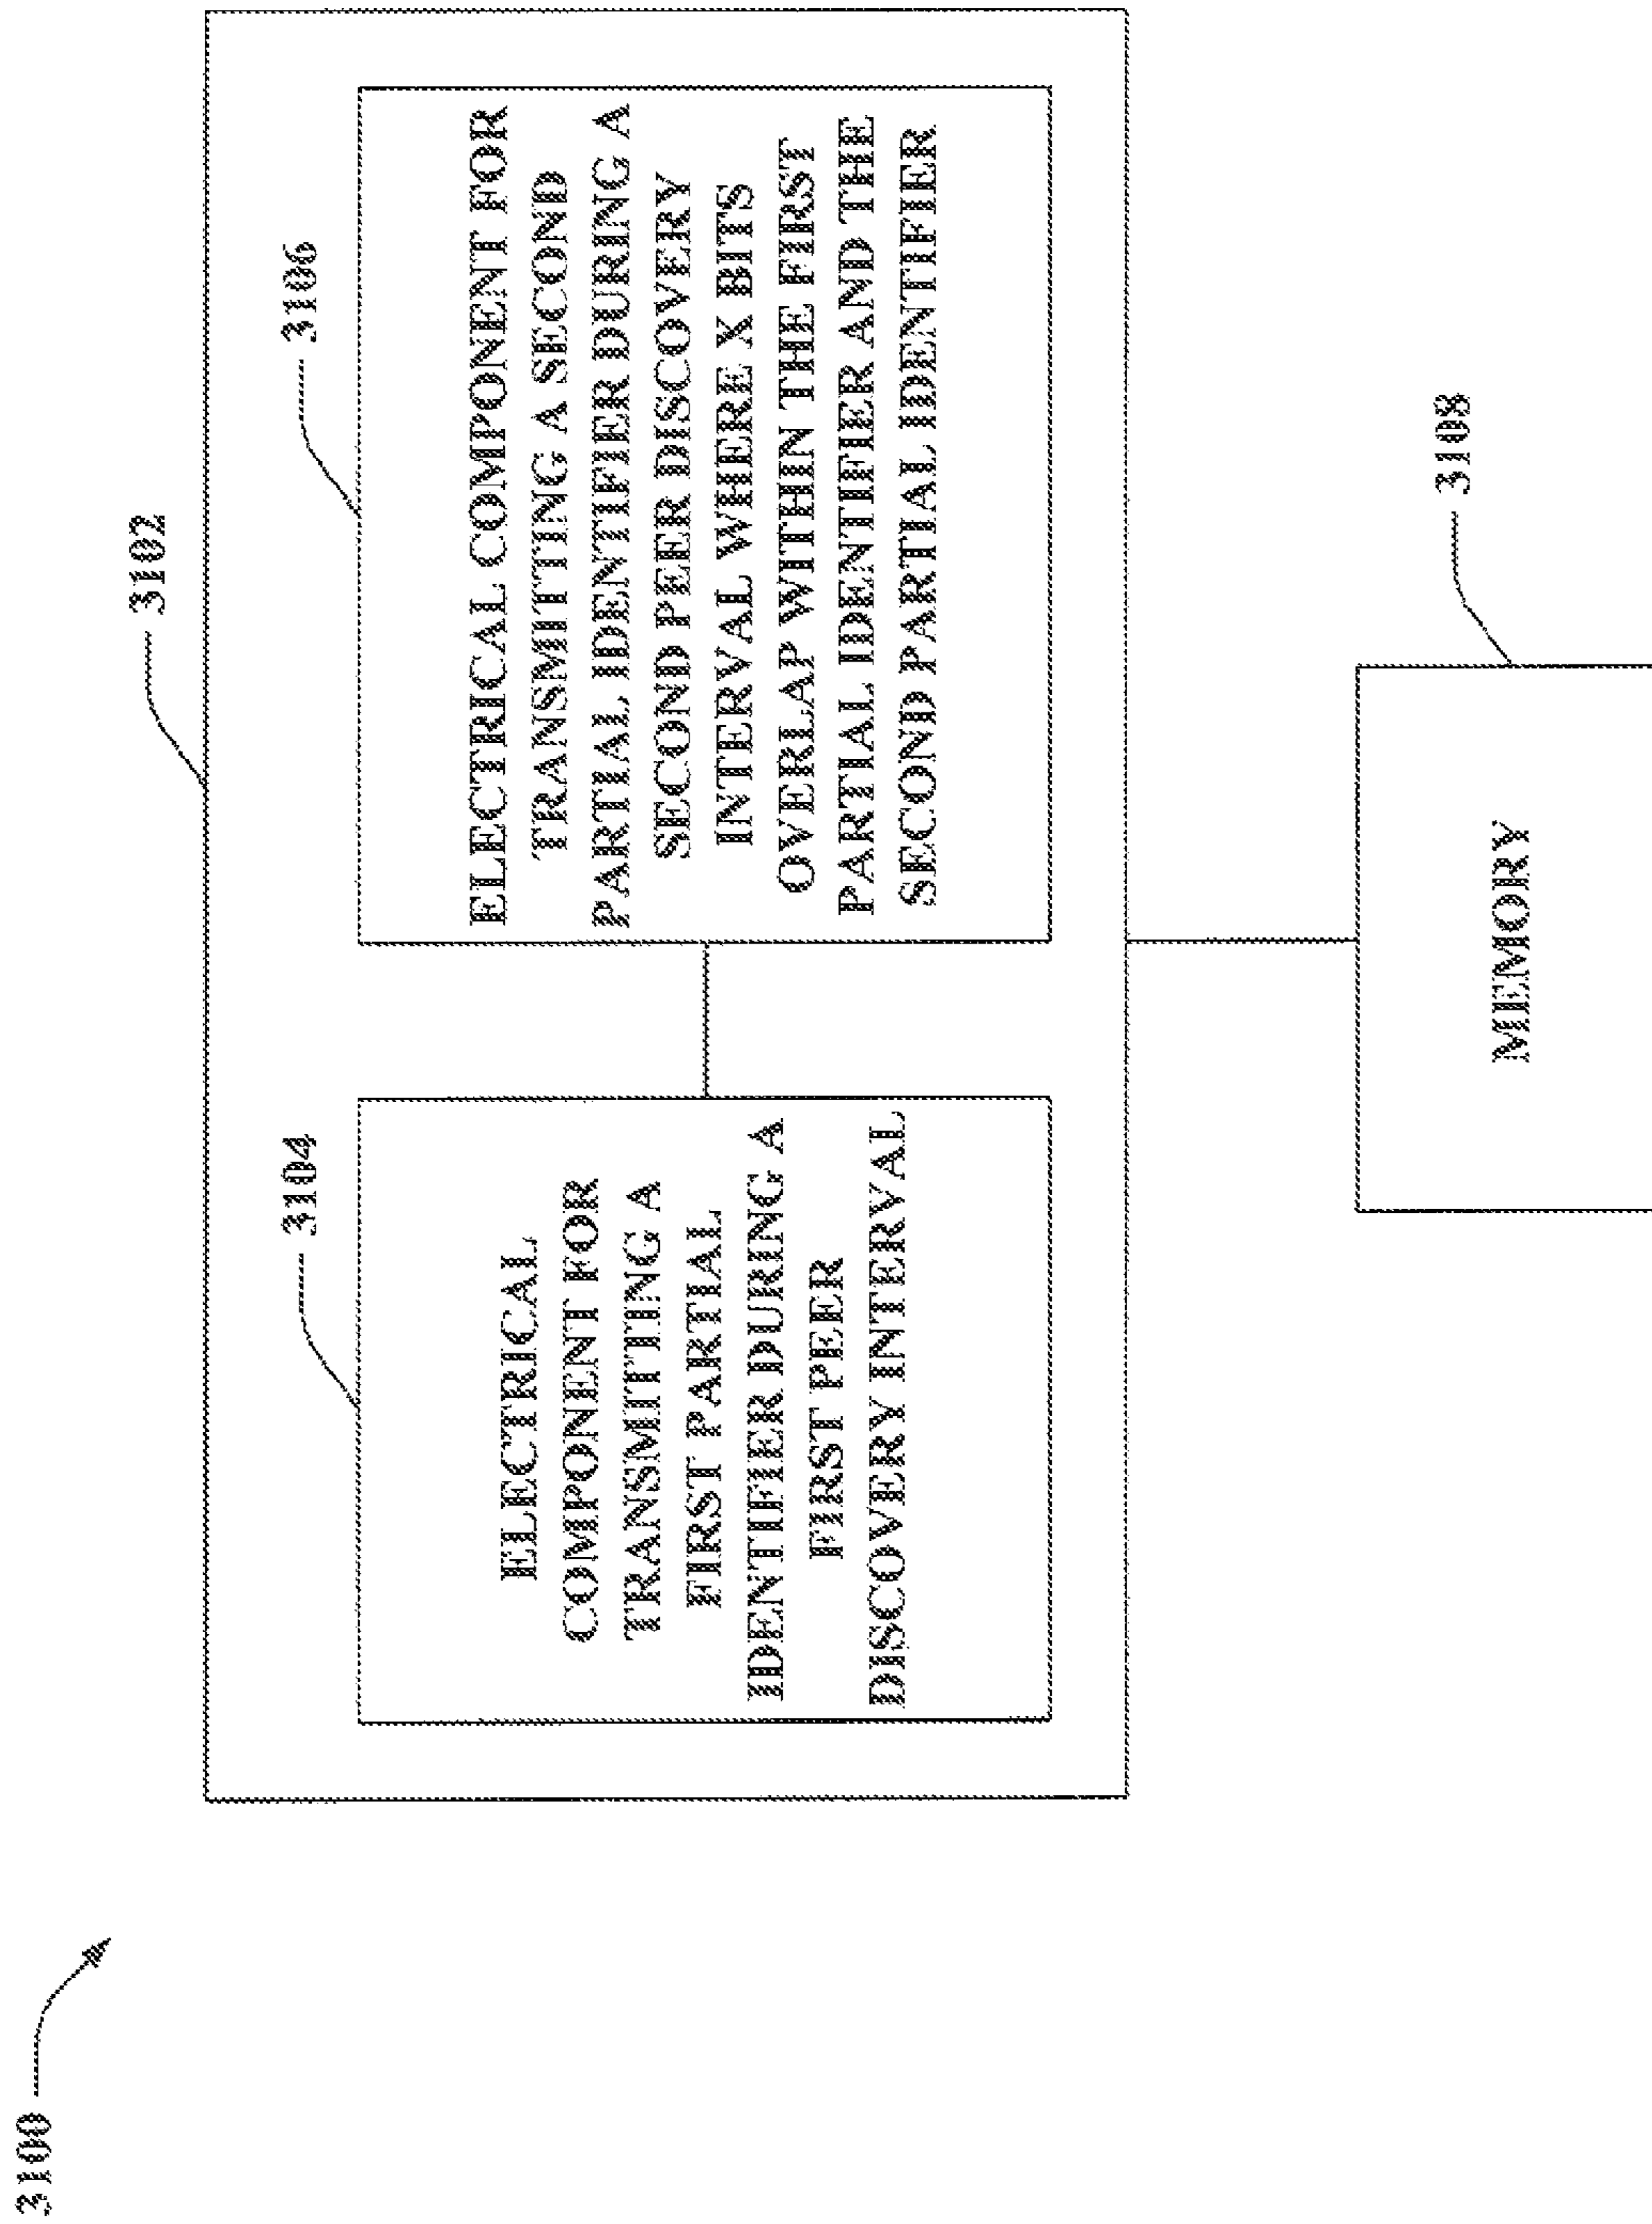 3100
3102
3104
ELECTRICAL
COMPONENT FOR
TRANSMITTING A
FIRST PARTIAL
IDENTIFIER DURING A
FIRST PEER
DISCOVERY INTERVAL
3106
ELECTRICAL COMPONENT FOR
TRANSMITTING A SECOND
PARTIAL IDENTIFIER DURING A
SECOND PEER DISCOVERY
INTERVAL WHERE X BITS
OVERLAP WITHIN THE FIRST
PARTIAL IDENTIFIER AND THE
SECOND PARTIAL IDENTIFIER
3108
MEMORY